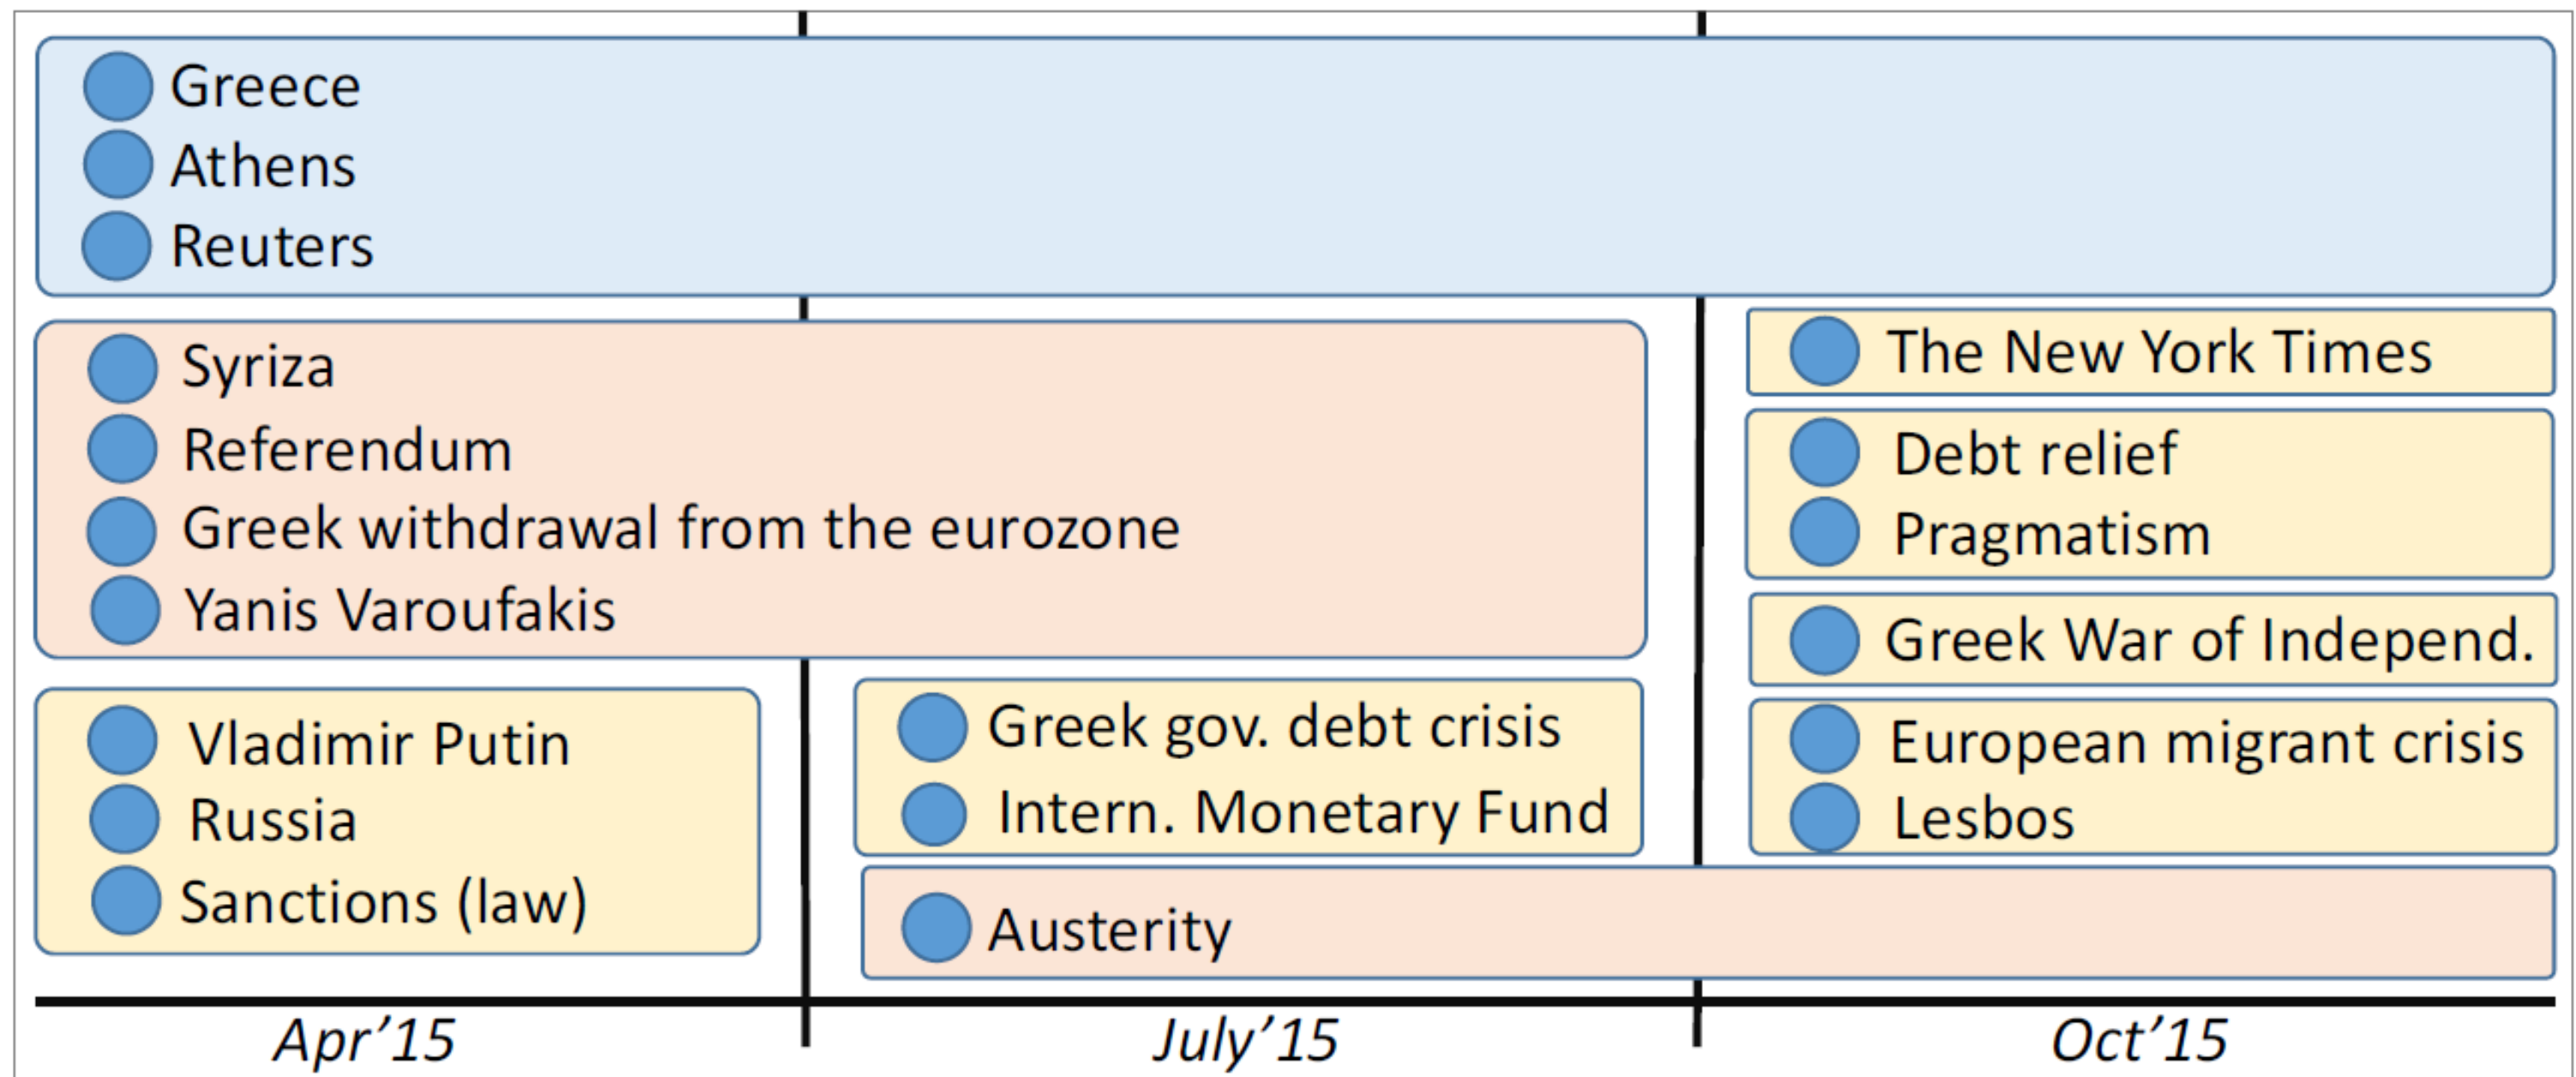 Greece
Athens
Reuters
Syriza
Referendum
Greek withdrawal from the eurozone
Yanis Varoufakis
Vladimir Putin
Russia
Sanctions (law)
Greek gov. debt crisis
Intern. Monetary Fund
Austerity
The New York Times
Debt relief
Pragmatism
Greek War of Independ.
European migrant crisis
Lesbos
Apr’15
July’15
Oct’15